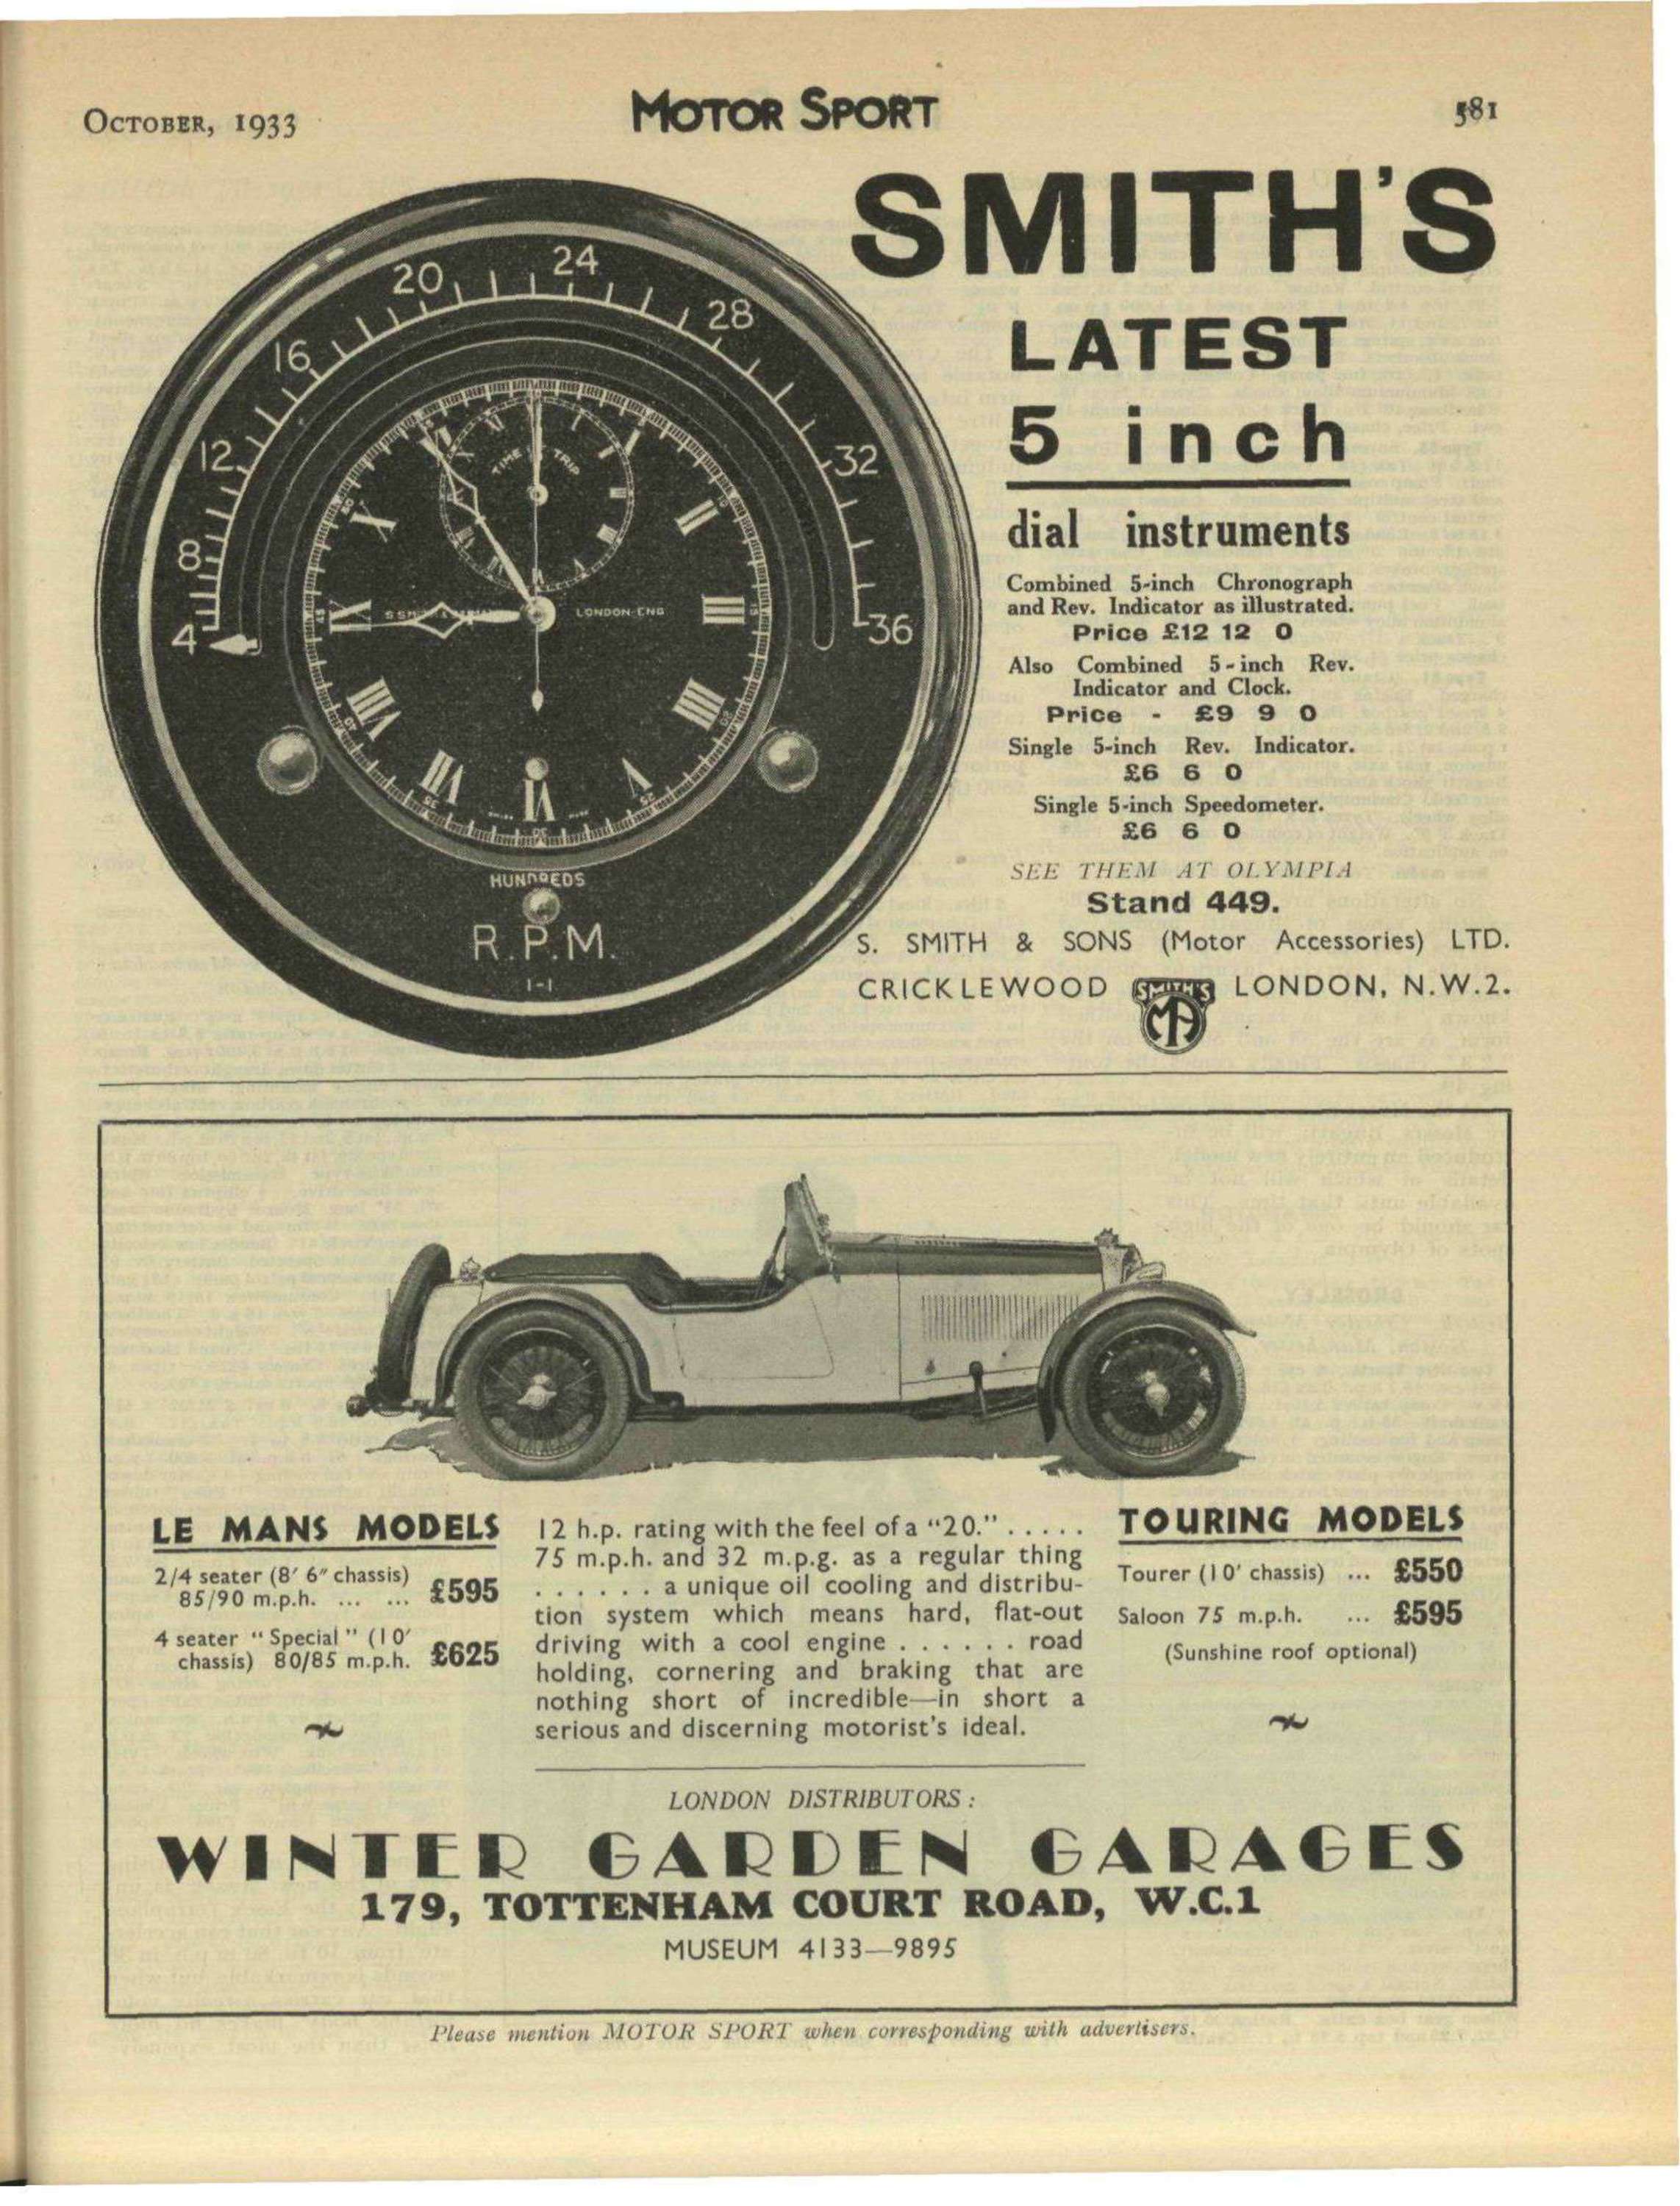 OCTOBER, 1933
MOTOR SPORT
581
SMITH'S
LATEST
5 inch
dial instruments
Combined 5-inch Chronograph
and Rev. Indicator as illustrated.
Price £12 12 0
Also Combined 5-inch Rev.
Indicator and Clock.
Price - £9 9 0
Single 5-inch Rev. Indicator.
£6 6 0
Single 5-inch Speedometer.
£6 6 0
SEE THEM AT OLYMPIA
Stand 449.
S. SMITH & SONS (Motor Accessories) LTD.
CRICKLEWOOD SMITH'S MA LONDON, N.W.2.
4 8 12 16 20 24 28 32 36
TIME TRIP
LONDON-ENG
HUNDREDS
R.P.M.
1-1
LE MANS MODELS
2/4 seater (8' 6" chassis)
85/90 m.p.h. ... ... £595
4 seater "Special" (10'
chassis) 80/85 m.p.h. £625
12 h.p. rating with the feel of a "20." . . . . .
75 m.p.h. and 32 m.p.g. as a regular thing
. . . . . . a unique oil cooling and distribu-
tion system which means hard, flat-out
driving with a cool engine . . . . . . road
holding, cornering and braking that are
nothing short of incredible—in short a
serious and discerning motorist's ideal.
TOURING MODELS
Tourer (10' chassis) ... £550
Saloon 75 m.p.h. ... £595
(Sunshine roof optional)
LONDON DISTRIBUTORS :
WINTER GARDEN GARAGES
179, TOTTENHAM COURT ROAD, W.C.1
MUSEUM 4133—9895
Please mention MOTOR SPORT when corresponding with advertisers.